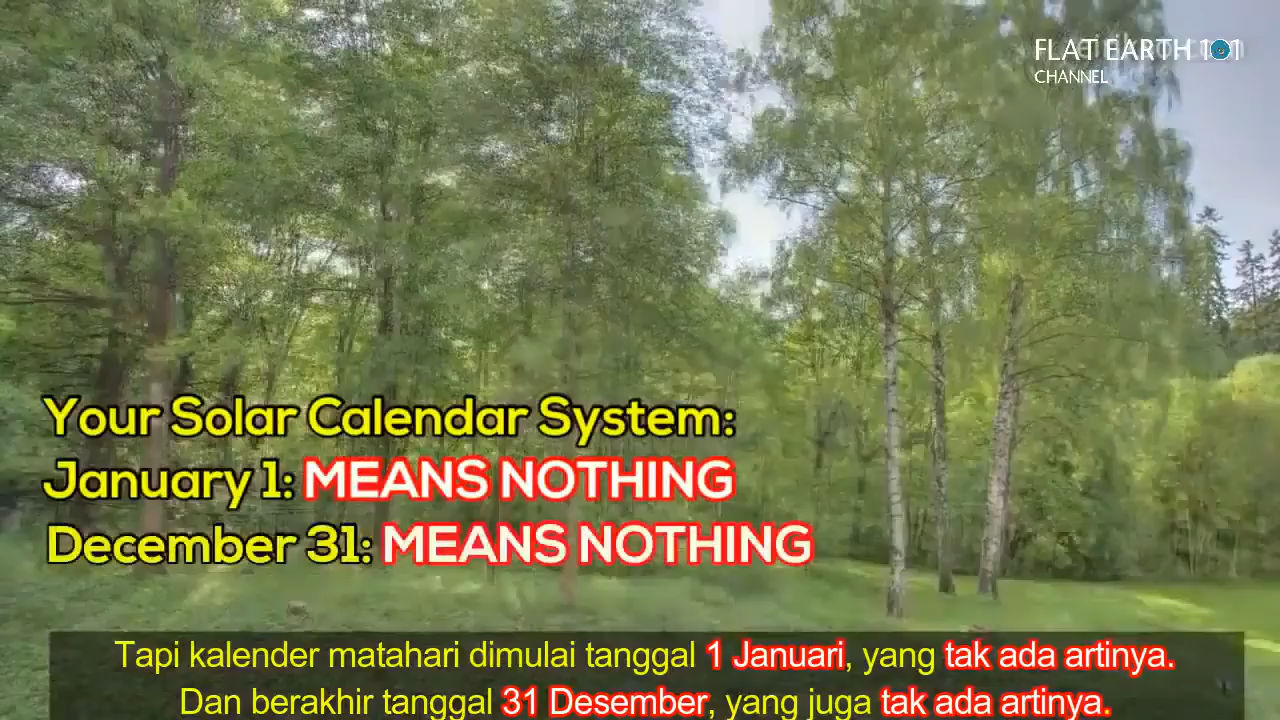 FLAT EARTH 101
CHANNEL
Your Solar Calendar System:
January 1: MEANS NOTHING
December 31: MEANS NOTHING
Tapi kalender matahari dimulai tanggal 1 Januari, yang tak ada artinya.
Dan berakhir tanggal 31 Desember, yang juga tak ada artinya.